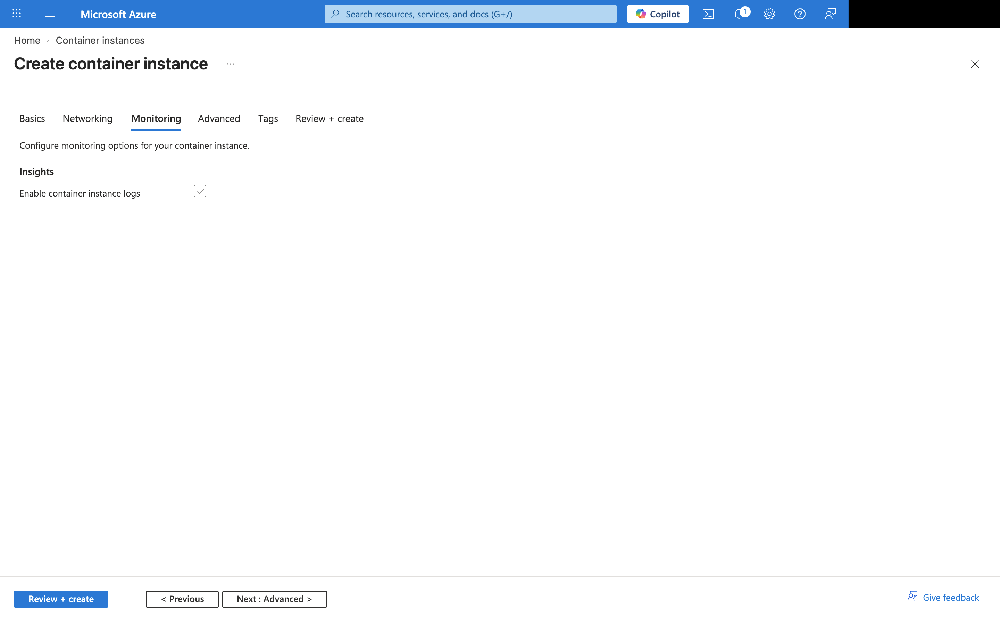 Microsoft Azure
Search resources, services, and docs (G+/)
Copilot
1
Home > Container instances
Create container instance ...
Basics Networking Monitoring Advanced Tags Review + create
Configure monitoring options for your container instance.
Insights
Enable container instance logs
Review + create
< Previous
Next : Advanced >
Give feedback